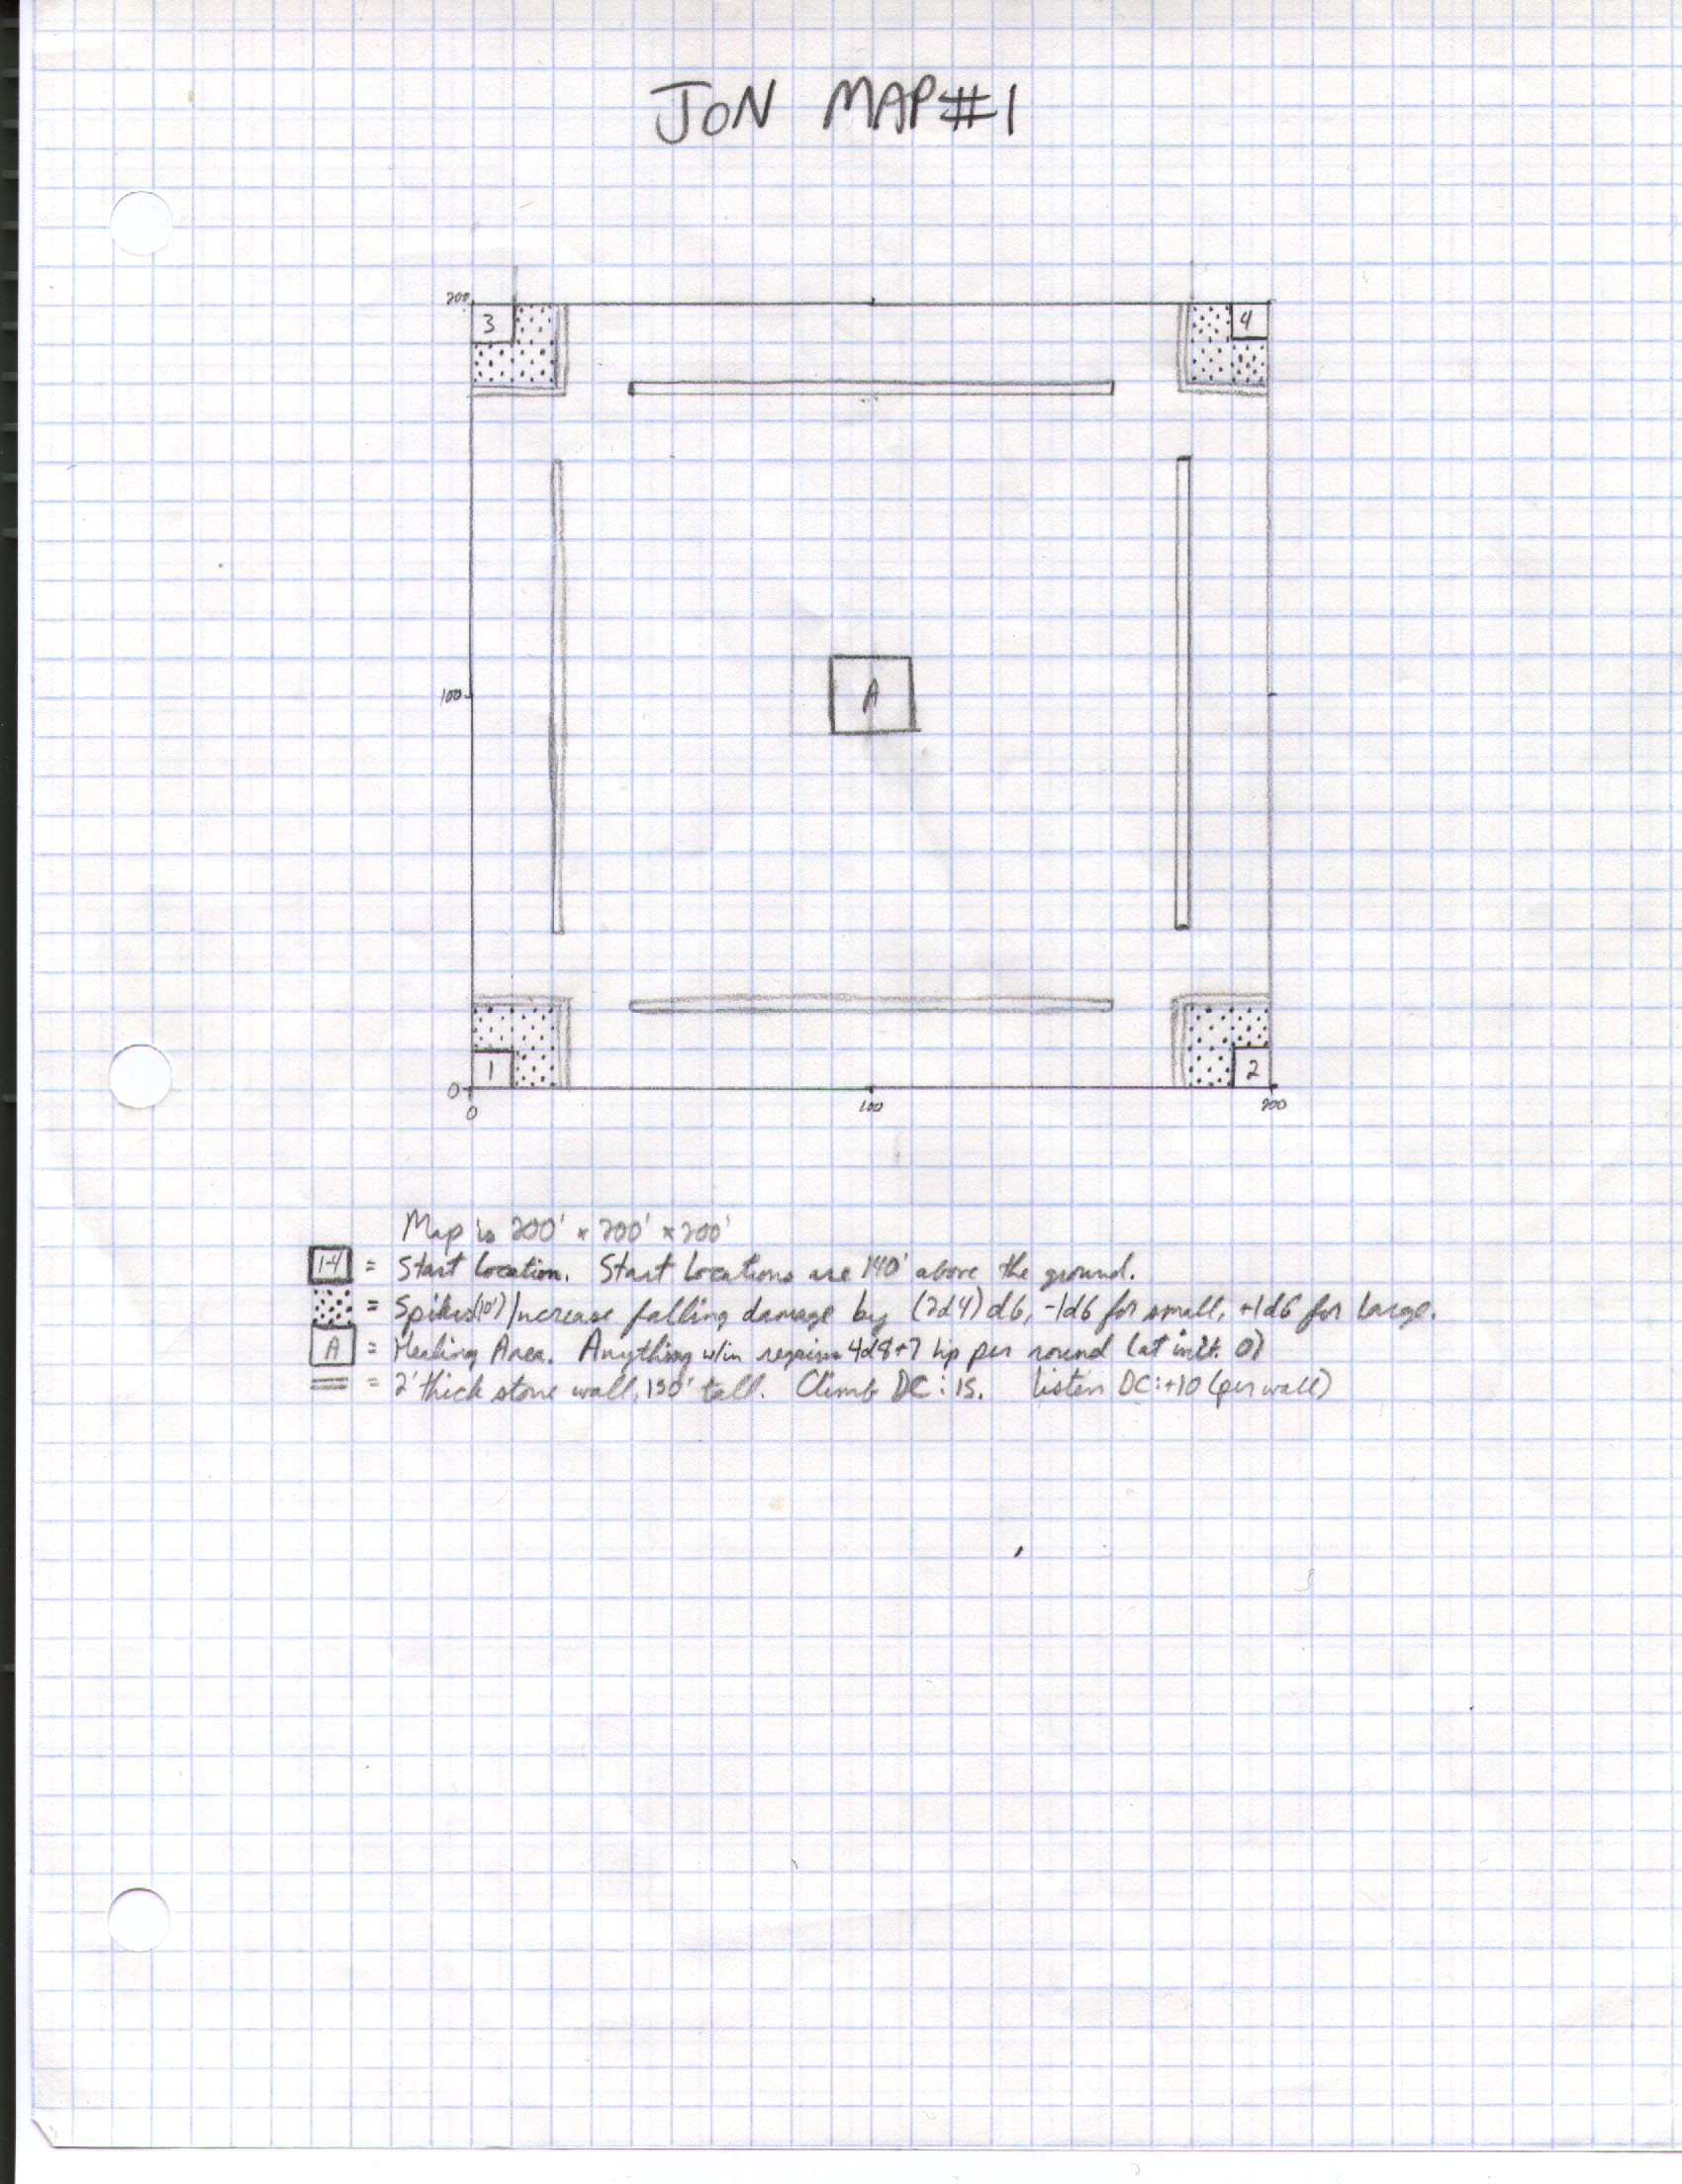 JON MAP#1
200
3
4
100
A
1
2
0
0
100
200
Map is 200' x 200' x 200'
1-4 = Start Location. Start Locations are 140' above the ground.
= Spikes(10') Increase falling damage by (2d4)d6, -1d6 for small, +1d6 for large.
A = Healing Area. Anything w/in regains 4d8+7 hp per round (at init. 0)
= 2' thick stone wall, 150' tall. Climb DC: 15. Listen DC: +10 (per wall)